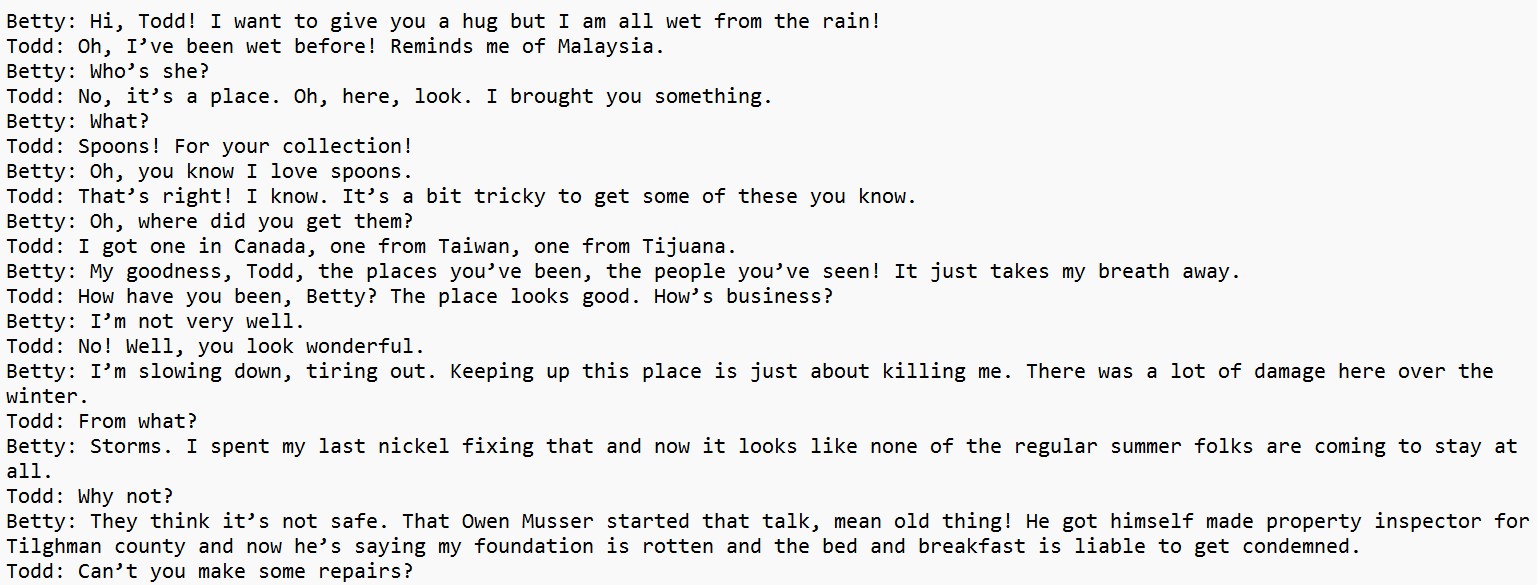 Betty: Hi, Todd! I want to give you a hug but I am all wet from the rain!
Todd: Oh, I’ve been wet before! Reminds me of Malaysia.
Betty: Who’s she?
Todd: No, it’s a place. Oh, here, look. I brought you something.
Betty: What?
Todd: Spoons! For your collection!
Betty: Oh, you know I love spoons.
Todd: That’s right! I know. It’s a bit tricky to get some of these you know.
Betty: Oh, where did you get them?
Todd: I got one in Canada, one from Taiwan, one from Tijuana.
Betty: My goodness, Todd, the places you’ve been, the people you’ve seen! It just takes my breath away.
Todd: How have you been, Betty? The place looks good. How’s business?
Betty: I’m not very well.
Todd: No! Well, you look wonderful.
Betty: I’m slowing down, tiring out. Keeping up this place is just about killing me. There was a lot of damage here over the
winter.
Todd: From what?
Betty: Storms. I spent my last nickel fixing that and now it looks like none of the regular summer folks are coming to stay at
all.
Todd: Why not?
Betty: They think it’s not safe. That Owen Musser started that talk, mean old thing! He got himself made property inspector for
Tilghman county and now he’s saying my foundation is rotten and the bed and breakfast is liable to get condemned.
Todd: Can’t you make some repairs?